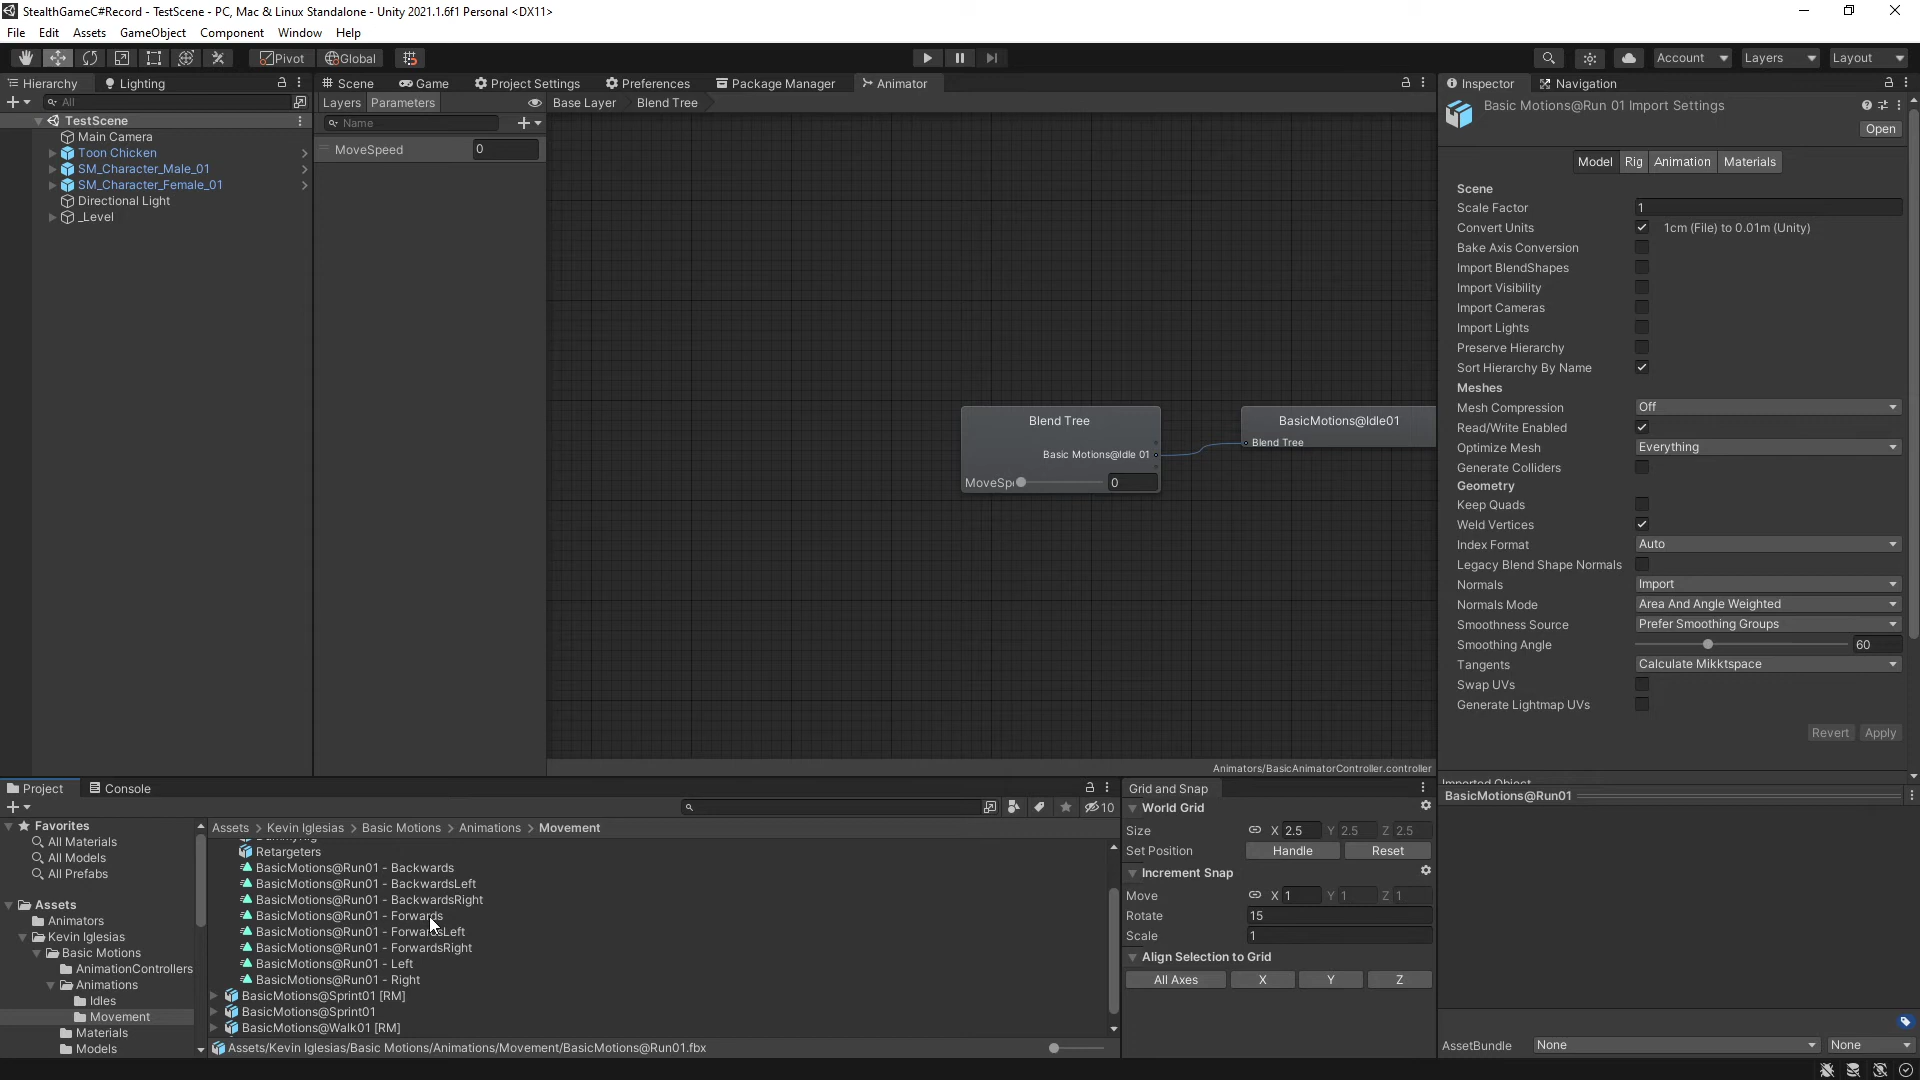 StealthGameC#Record - TestScene - PC, Mac & Linux Standalone - Unity 2021.1.6f1 Personal <DX11>
File Edit Assets GameObject Component Window Help
Pivot Global Account Layers Layout
Hierarchy Lighting
All
TestScene
Main Camera
Toon Chicken
SM_Character_Male_01
SM_Character_Female_01
Directional Light
_Level
Scene Game Project Settings Preferences Package Manager Animator
Layers Parameters Base Layer Blend Tree
Name
MoveSpeed 0
Blend Tree
Basic Motions@Idle 01
MoveSp 0
BasicMotions@Idle01
Blend Tree
Animators/BasicAnimatorController.controller
Inspector Navigation
Basic Motions@Run 01 Import Settings
Open
Model Rig Animation Materials
Scene
Scale Factor 1
Convert Units 1cm (File) to 0.01m (Unity)
Bake Axis Conversion
Import BlendShapes
Import Visibility
Import Cameras
Import Lights
Preserve Hierarchy
Sort Hierarchy By Name
Meshes
Mesh Compression Off
Read/Write Enabled
Optimize Mesh Everything
Generate Colliders
Geometry
Keep Quads
Weld Vertices
Index Format Auto
Legacy Blend Shape Normals
Normals Import
Normals Mode Area And Angle Weighted
Smoothness Source Prefer Smoothing Groups
Smoothing Angle 60
Tangents Calculate Mikktspace
Swap UVs
Generate Lightmap UVs
Revert Apply
Imported Object
BasicMotions@Run01
AssetBundle None None
Project Console
10
Favorites
All Materials
All Models
All Prefabs
Assets
Animators
Kevin Iglesias
Basic Motions
AnimationControllers
Animations
Idles
Movement
Materials
Models
Assets > Kevin Iglesias > Basic Motions > Animations > Movement
Retargeters
BasicMotions@Run01 - Backwards
BasicMotions@Run01 - BackwardsLeft
BasicMotions@Run01 - BackwardsRight
BasicMotions@Run01 - Forwards
BasicMotions@Run01 - ForwardsLeft
BasicMotions@Run01 - ForwardsRight
BasicMotions@Run01 - Left
BasicMotions@Run01 - Right
BasicMotions@Sprint01 [RM]
BasicMotions@Sprint01
BasicMotions@Walk01 [RM]
Assets/Kevin Iglesias/Basic Motions/Animations/Movement/BasicMotions@Run01.fbx
Grid and Snap
World Grid
Size X 2.5 Y 2.5 Z 2.5
Set Position Handle Reset
Increment Snap
Move X 1 Y 1 Z 1
Rotate 15
Scale 1
Align Selection to Grid
All Axes X Y Z